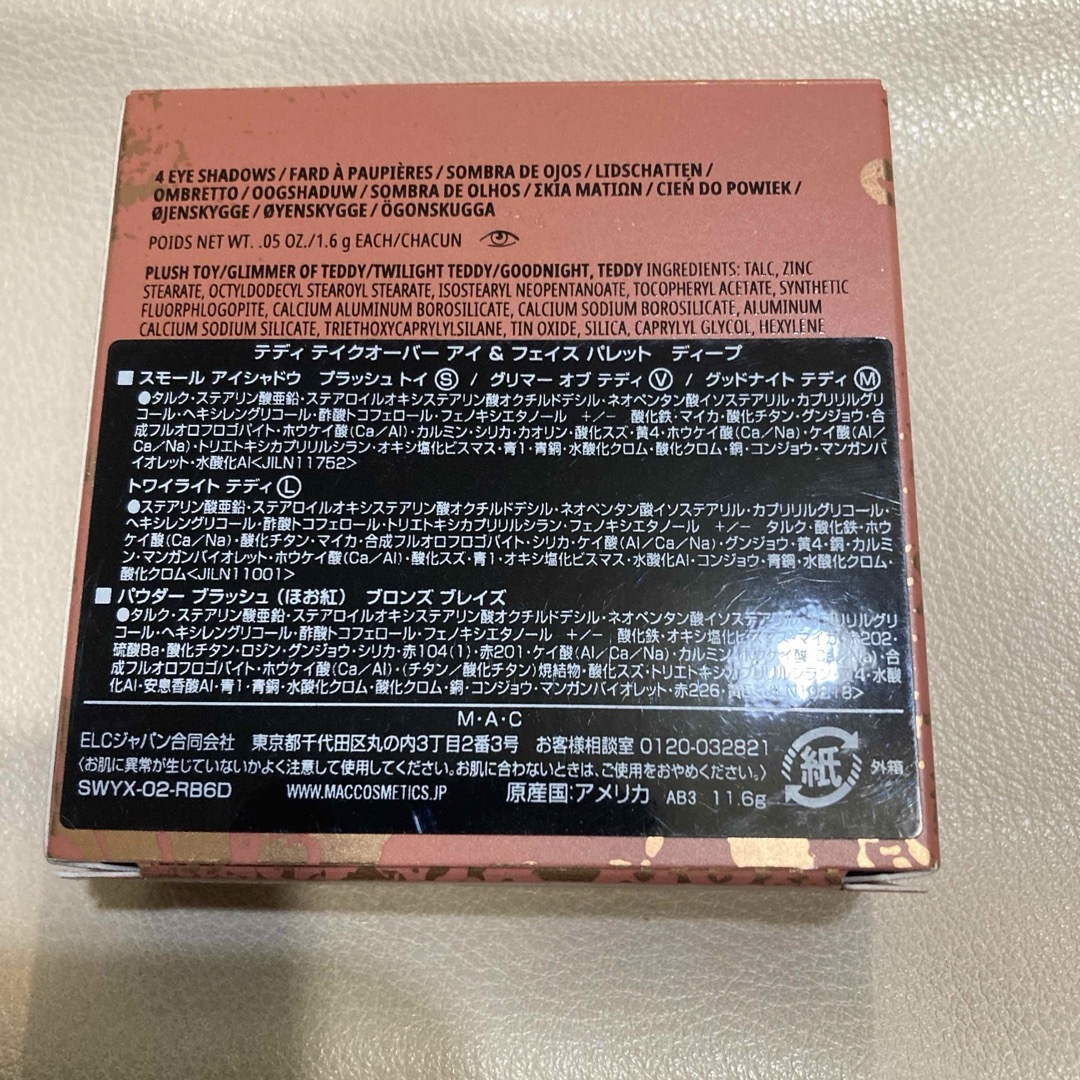 4 EYE SHADOWS / FARD À PAUPIÈRES / SOMBRA DE OJOS / LIDSCHATTEN /
OMBRETTO / OOGSHADUW / SOMBRA DE OLHOS / ΣΚΙΑ ΜΑΤΙΩΝ / CIEŃ DO POWIEK /
ØJENSKYGGE / ØYENSKYGGE / ÖGONSKUGGA
POIDS NET WT. .05 OZ./1.6 g EACH/CHACUN
PLUSH TOY/GLIMMER OF TEDDY/TWILIGHT TEDDY/GOODNIGHT, TEDDY INGREDIENTS: TALC, ZINC
STEARATE, OCTYLDODECYL STEAROYL STEARATE, ISOSTEARYL NEOPENTANOATE, TOCOPHERYL ACETATE, SYNTHETIC
FLUORPHLOGOPITE, CALCIUM ALUMINUM BOROSILICATE, CALCIUM SODIUM BOROSILICATE, ALUMINUM
CALCIUM SODIUM SILICATE, TRIETHOXYCAPRYLYLSILANE, TIN OXIDE, SILICA, CAPRYLYL GLYCOL, HEXYLENE
テディ テイクオーバー アイ & フェイス パレット ディープ
■ スモール アイシャドウ プラッシュ トイ Ⓢ / グリマー オブ テディ Ⓥ / グッドナイト テディ Ⓜ
●タルク・ステアリン酸亜鉛・ステアロイルオキシステアリン酸オクチルドデシル・ネオペンタン酸イソステアリル・カプリリルグリ
コール・ヘキシレングリコール・酢酸トコフェロール・フェノキシエタノール +/- 酸化鉄・マイカ・酸化チタン・グンジョウ・合
成フルオロフロゴパイト・ホウケイ酸(Ca/Al)・カルミン・シリカ・カオリン・酸化スズ・黄4・ホウケイ酸(Ca/Na)・ケイ酸(Al/
Ca/Na)・トリエトキシカプリリルシラン・オキシ塩化ビスマス・青1・青銅・水酸化クロム・酸化クロム・銅・コンジョウ・マンガンバ
イオレット・水酸化Al<JILN11752>
トワイライト テディ Ⓛ
●ステアリン酸亜鉛・ステアロイルオキシステアリン酸オクチルドデシル・ネオペンタン酸イソステアリル・カプリリルグリコール・
ヘキシレングリコール・酢酸トコフェロール・トリエトキシカプリリルシラン・フェノキシエタノール +/- タルク・酸化鉄・ホウ
ケイ酸(Ca/Na)・酸化チタン・マイカ・合成フルオロフロゴパイト・シリカ・ケイ酸(Al/Ca/Na)・グンジョウ・黄4・銅・カルミ
ン・マンガンバイオレット・ホウケイ酸(Ca/Al)・酸化スズ・青1・オキシ塩化ビスマス・水酸化Al・コンジョウ・青銅・水酸化クロム・
酸化クロム<JILN11001>
■ パウダー ブラッシュ (ほお紅) ブロンズ ブレイズ
●タルク・ステアリン酸亜鉛・ステアロイルオキシステアリン酸オクチルドデシル・ネオペンタン酸イソステアリル・カプリリルグリ
コール・ヘキシレングリコール・酢酸トコフェロール・フェノキシエタノール +/- 酸化鉄・オキシ塩化ビスマス・マイカ・赤202・
硫酸Ba・酸化チタン・ロジン・グンジョウ・シリカ・赤104(1)・赤201・ケイ酸(Al/Ca/Na)・カルミン・ホウケイ酸(Ca/Na)・合
成フルオロフロゴパイト・ホウケイ酸(Ca/Al)・(チタン/酸化チタン)焼結物・酸化スズ・トリエトキシカプリリルシラン・黄4・水酸
化Al・安息香酸Al・青1・青銅・水酸化クロム・酸化クロム・銅・コンジョウ・マンガンバイオレット・赤226・
M・A・C
ELCジャパン合同会社 東京都千代田区丸の内3丁目2番3号 お客様相談室 0120-032821
〈お肌に異常が生じていないかよく注意して使用してください。お肌に合わないときは、ご使用をおやめください。〉
SWYX-02-RB6D WWW.MACCOSMETICS.JP 原産国:アメリカ AB3 11.6g
紙 外箱